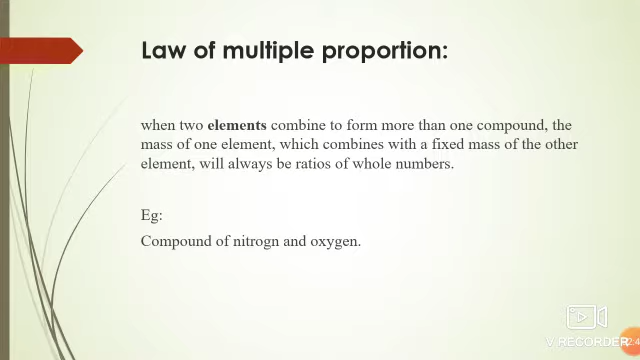 Law of multiple proportion:
when two elements combine to form more than one compound, the
mass of one element, which combines with a fixed mass of the other
element, will always be ratios of whole numbers.
Eg:
Compound of nitrogn and oxygen.
V.RECORDER